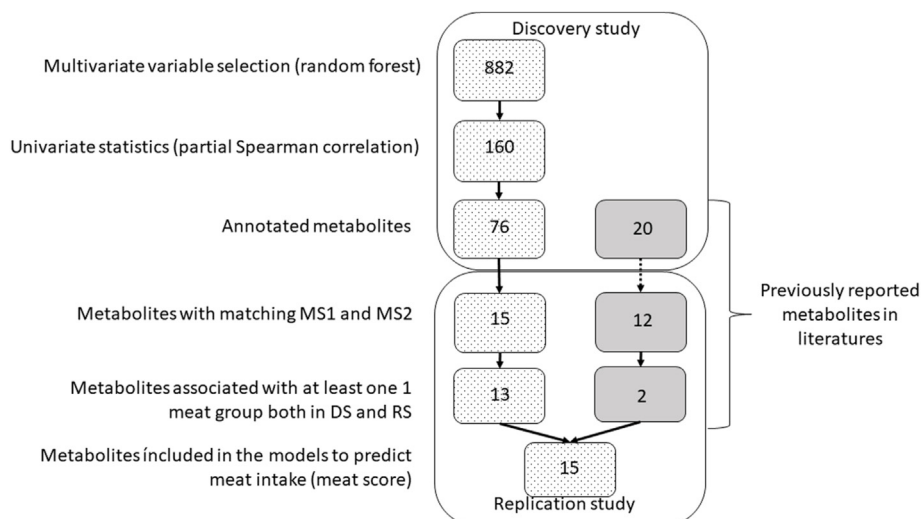 Discovery study
Multivariate variable selection (random forest)
882
Univariate statistics (partial Spearman correlation)
160
Annotated metabolites
76
20
Metabolites with matching MS1 and MS2
15
12
Previously reported
metabolites in
literatures
Metabolites associated with at least one 1
meat group both in DS and RS
13
2
Metabolites íncluded in the models to predict
meat intake (meat score)
15
Replication study